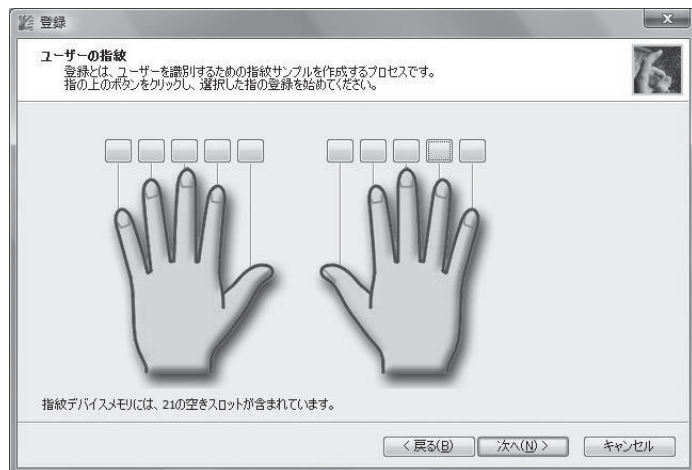 登録
ユーザーの指紋
登録とは、ユーザーを識別するための指紋サンプルを作成するプロセスです。
指の上のボタンをクリックし、選択した指の登録を始めてください。
指紋デバイスメモリには、21の空きスロットが含まれています。
< 戻る(B) 次へ(N) > キャンセル